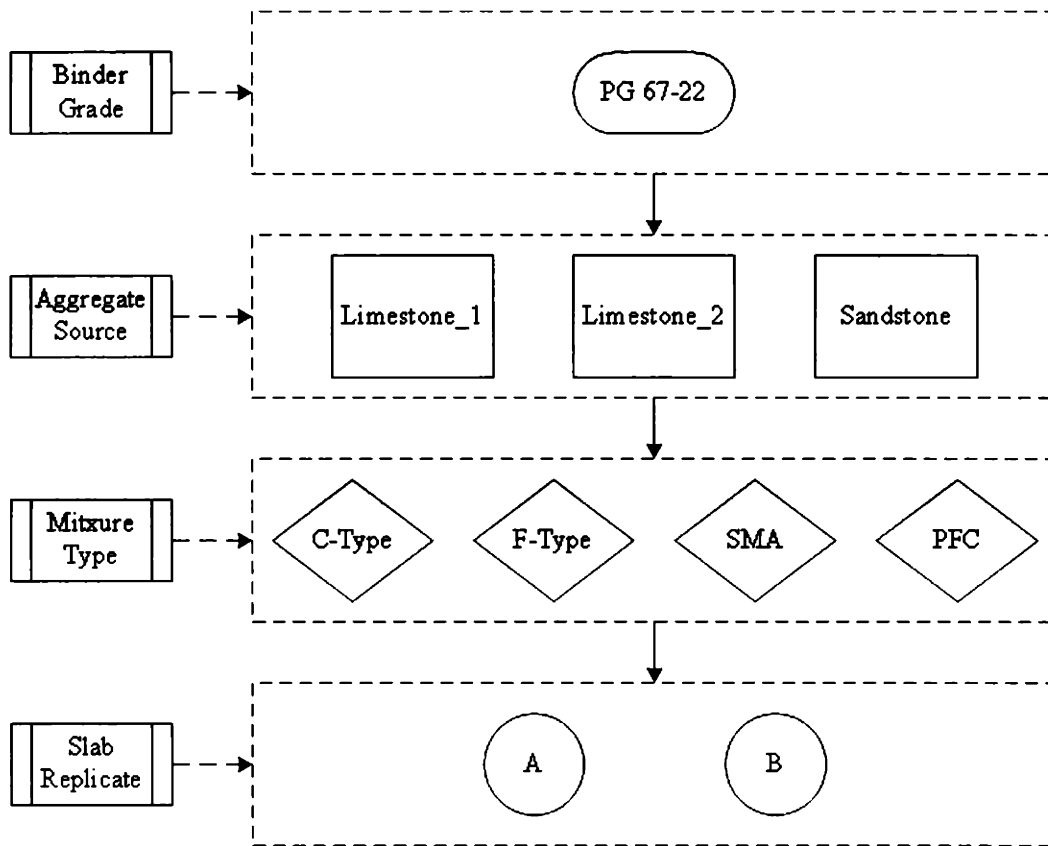 Binder
Grade
PG 67-22
Aggregate
Source
Limestone_1
Limestone_2
Sandstone
Mitxure
Type
C-Type
F-Type
SMA
PFC
Slab
Replicate
A
B